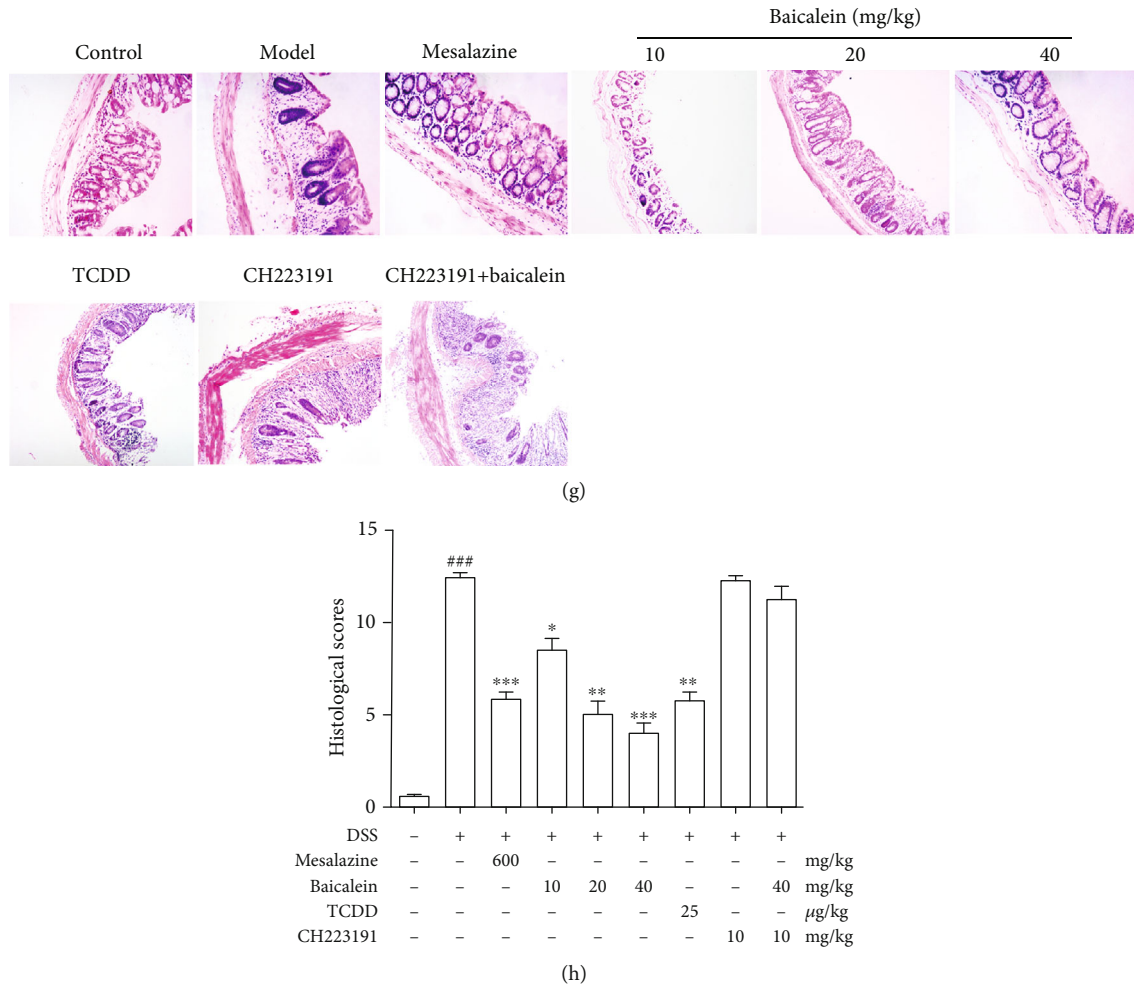 Baicalein (mg/kg)
Control Model Mesalazine 10 20 40
TCDD CH223191 CH223191+baicalein
(g)
15
10
5
0
Histological scores
###
***
*
**
***
**
DSS – + + + + + + + +
Mesalazine – – 600 – – – – – – mg/kg
Baicalein – – – 10 20 40 – – 40 mg/kg
TCDD – – – – – – 25 – – μg/kg
CH223191 – – – – – – – 10 10 mg/kg
(h)